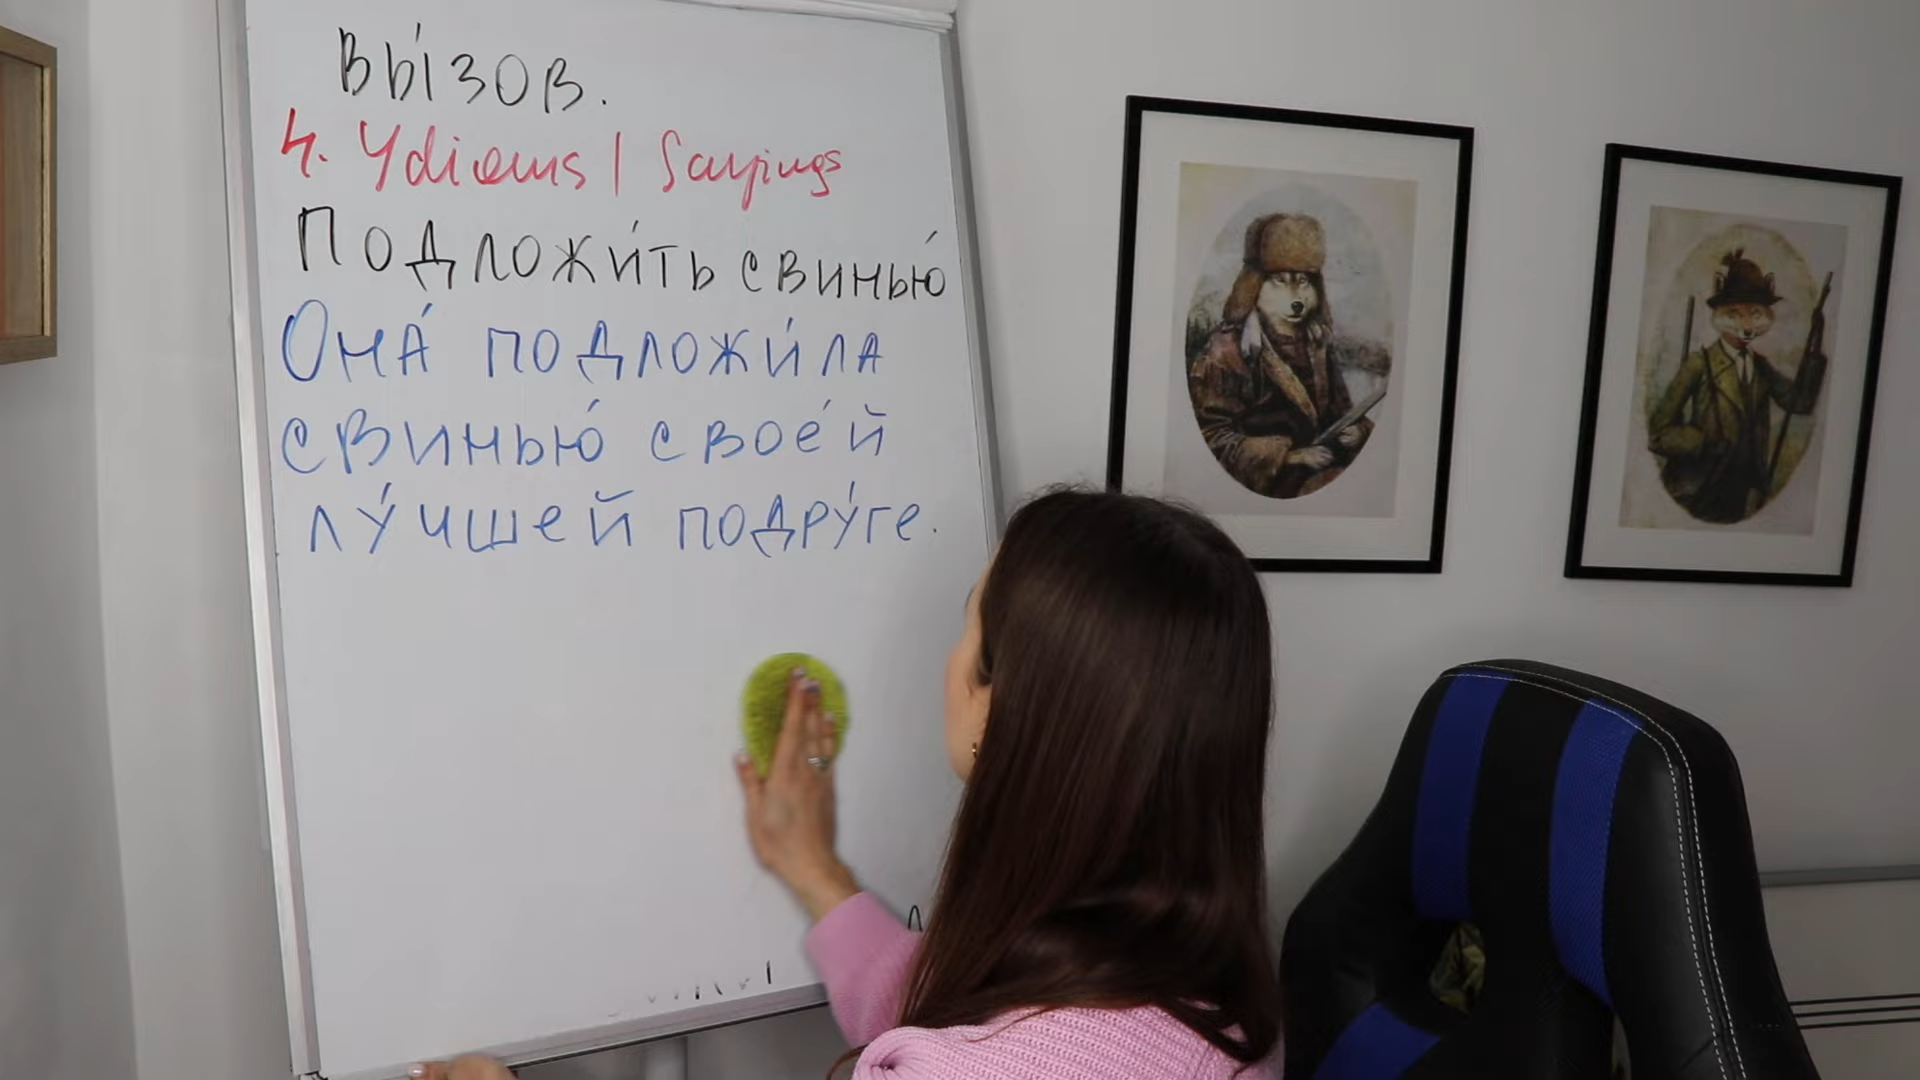 вы́зов.
4. Ydioms | Sayings
Подложи́ть свинью́
Она́ подложи́ла
свинью́ свое́й
лу́чшей подру́ге.